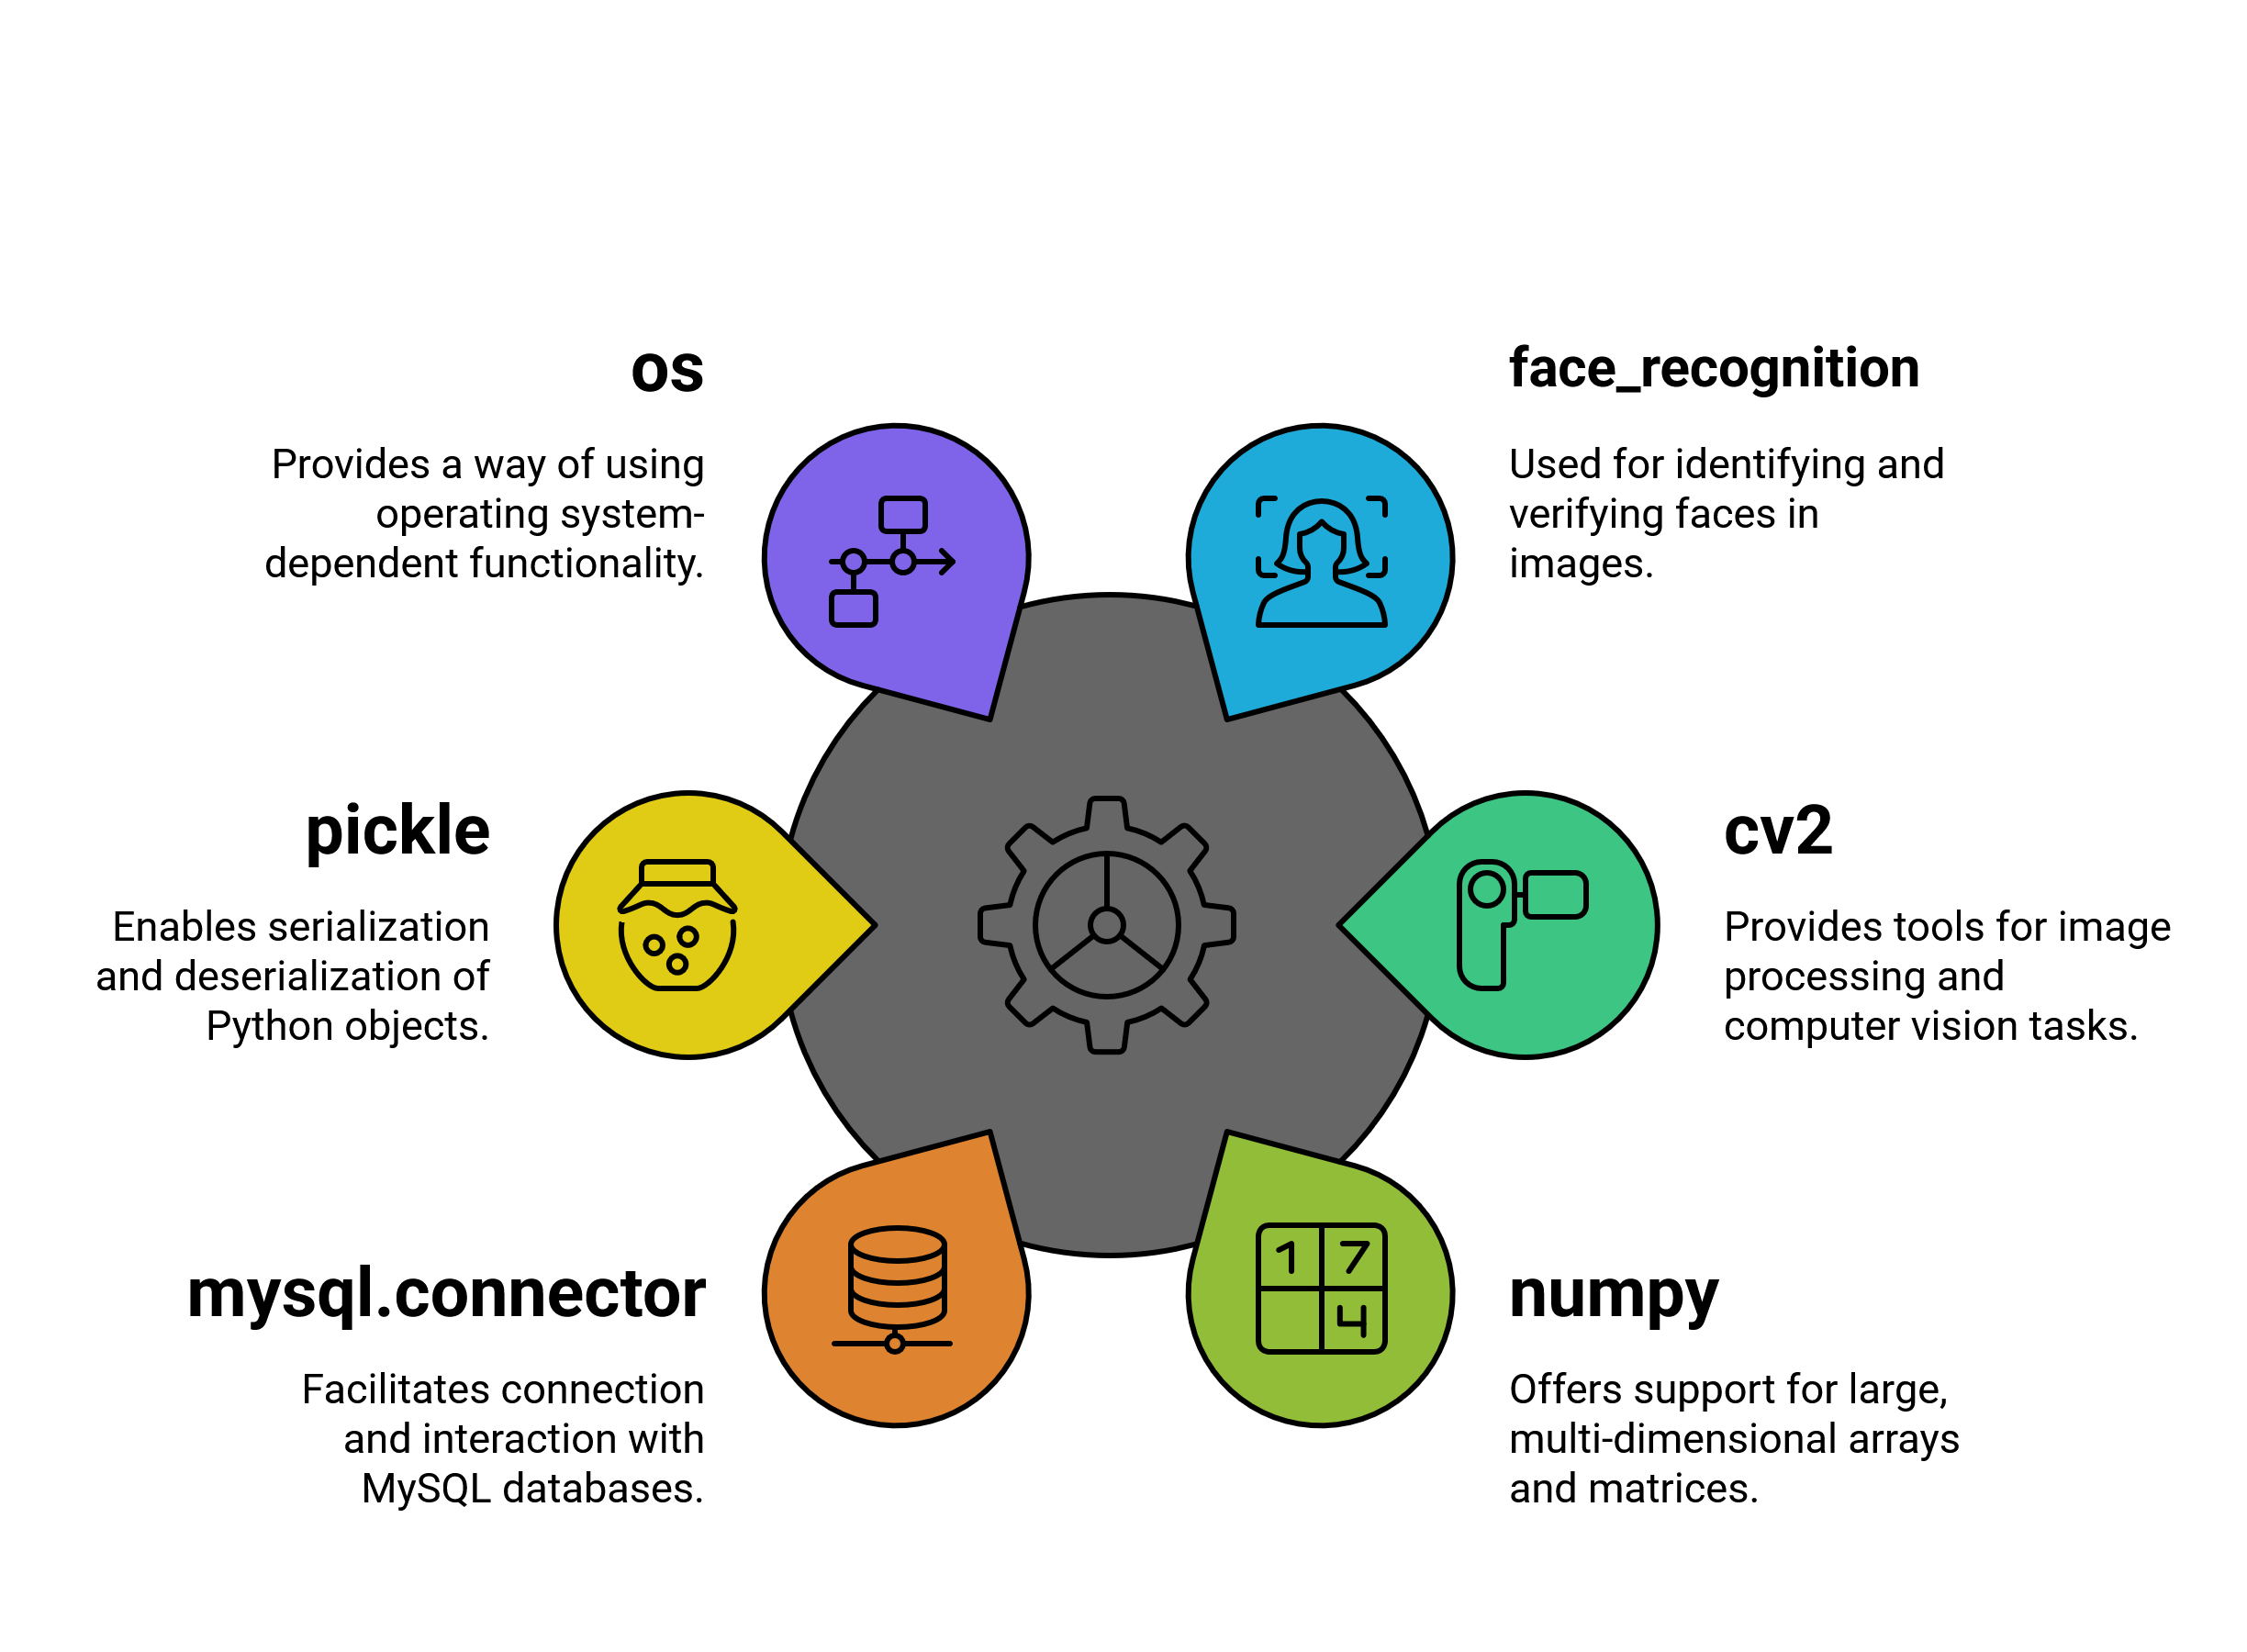 os
Provides a way of using
operating system-
dependent functionality.
face_recognition
Used for identifying and
verifying faces in
images.
pickle
Enables serialization
and deserialization of
Python objects.
cv2
Provides tools for image
processing and
computer vision tasks.
mysql.connector
Facilitates connection
and interaction with
MySQL databases.
1 7
4
numpy
Offers support for large,
multi-dimensional arrays
and matrices.